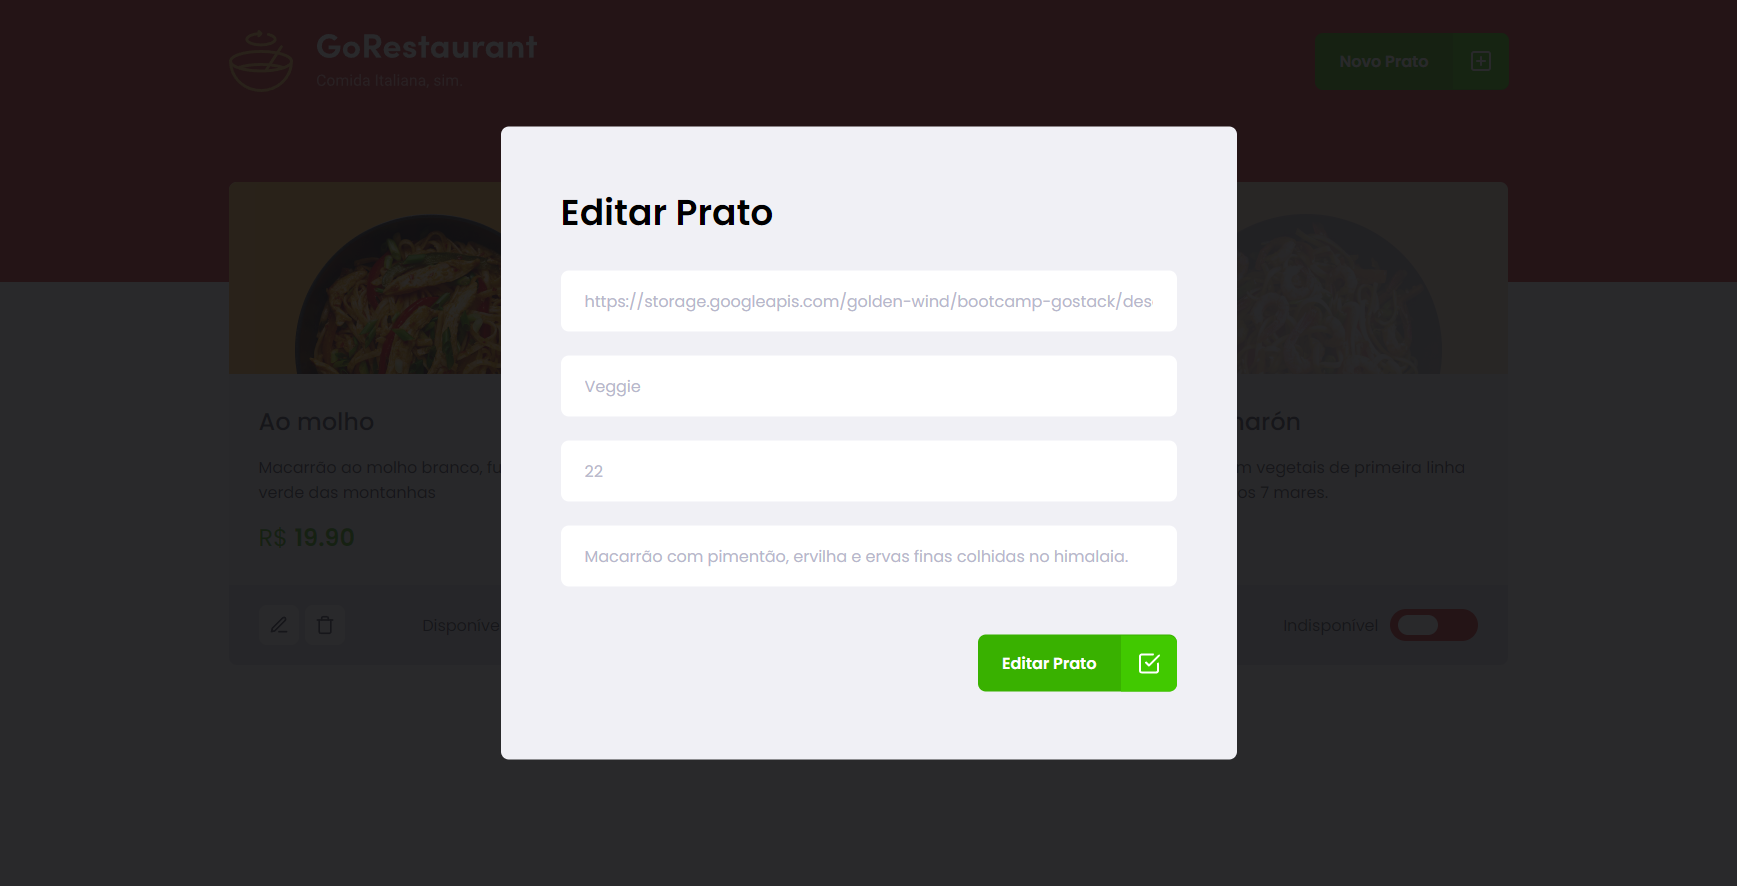 GoRestaurant
Comida Italiana, sim.
Novo Prato
Editar Prato
https://storage.googleapis.com/golden-wind/bootcamp-gostack/des
Veggie
22
Macarrão com pimentão, ervilha e ervas finas colhidas no himalaia.
Editar Prato
Ao molho
Macarrão ao molho branco, fu
verde das montanhas
R$ 19.90
Disponíve
narón
m vegetais de primeiro linha
os 7 mares.
Indisponível